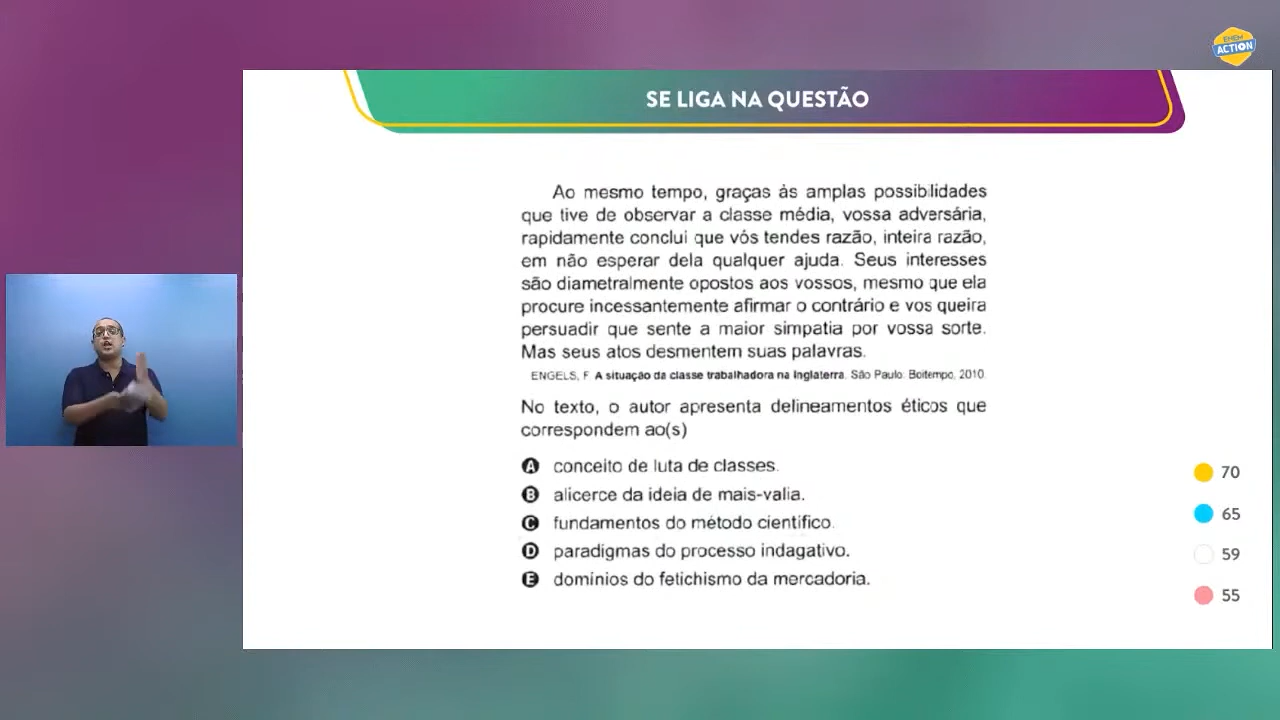 ENEM
ACTION
SE LIGA NA QUESTÃO
Ao mesmo tempo, graças às amplas possibilidades
que tive de observar a classe média, vossa adversária,
rapidamente conclui que vós tendes razão, inteira razão,
em não esperar dela qualquer ajuda. Seus interesses
são diametralmente opostos aos vossos, mesmo que ela
procure incessantemente afirmar o contrário e vos queira
persuadir que sente a maior simpatia por vossa sorte.
Mas seus atos desmentem suas palavras.
ENGELS, F. A situação da classe trabalhadora na Inglaterra. São Paulo: Boitempo, 2010.
No texto, o autor apresenta delineamentos éticos que
correspondem ao(s)
A conceito de luta de classes.
B alicerce da ideia de mais-valia.
C fundamentos do método científico.
D paradigmas do processo indagativo.
E domínios do fetichismo da mercadoria.
70
65
59
55